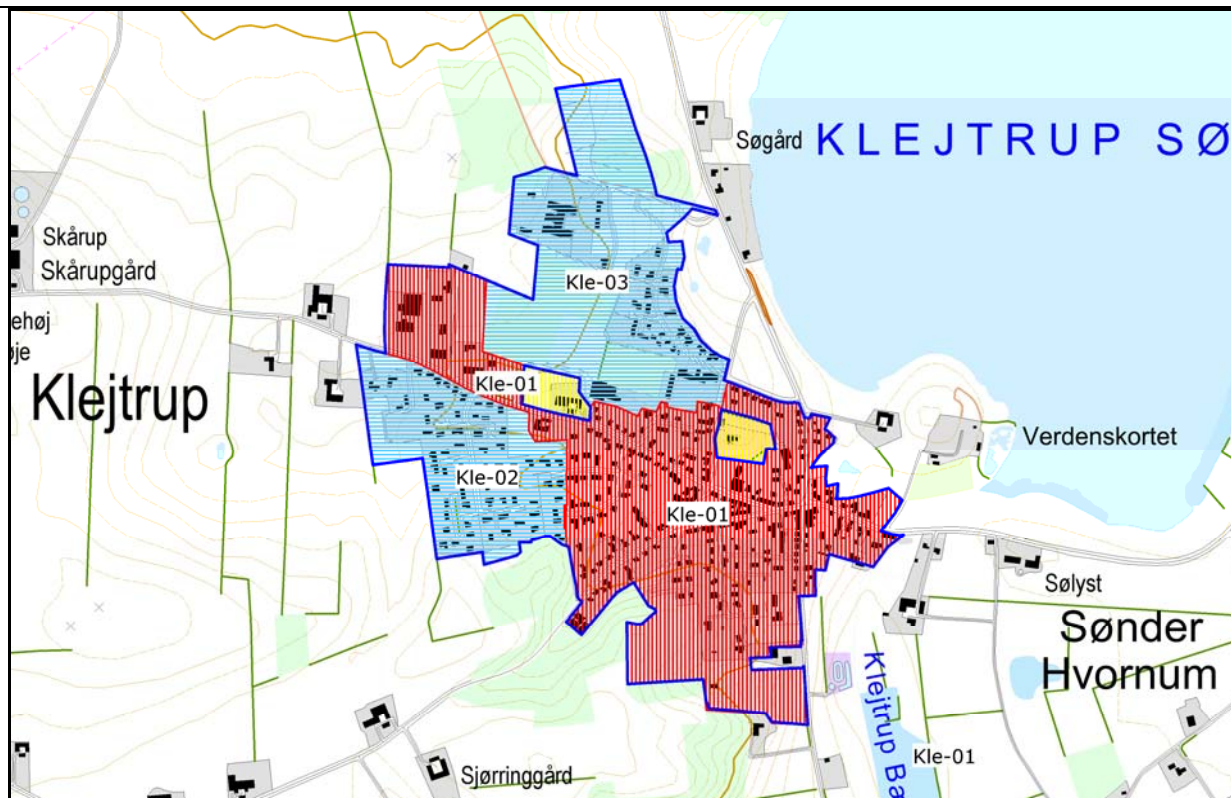 Søgård
KLEJTRUP SØ
Skårup
Skårupgård
Kle-03
ehøj
øje
Klejtrup
Kle-01
Verdenskortet
Kle-02
Kle-01
Sølyst
Sønder
Hvornum
Klejtrup Bæ
Kle-01
Sjørringgård